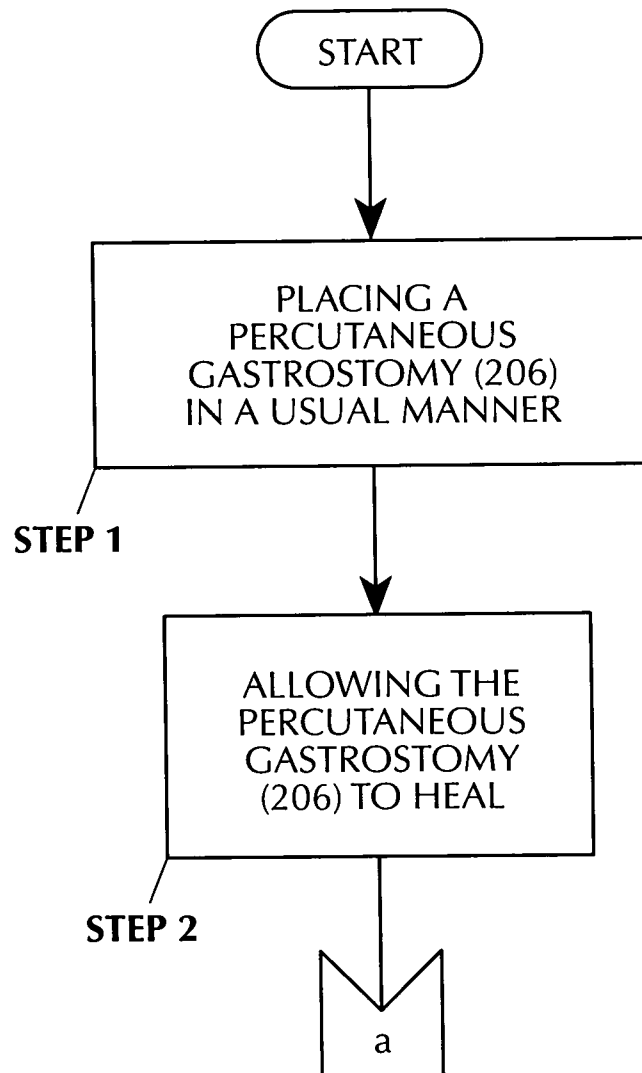 START
PLACING A
PERCUTANEOUS
GASTROSTOMY (206)
IN A USUAL MANNER
STEP 1
ALLOWING THE
PERCUTANEOUS
GASTROSTOMY
(206) TO HEAL
STEP 2
a